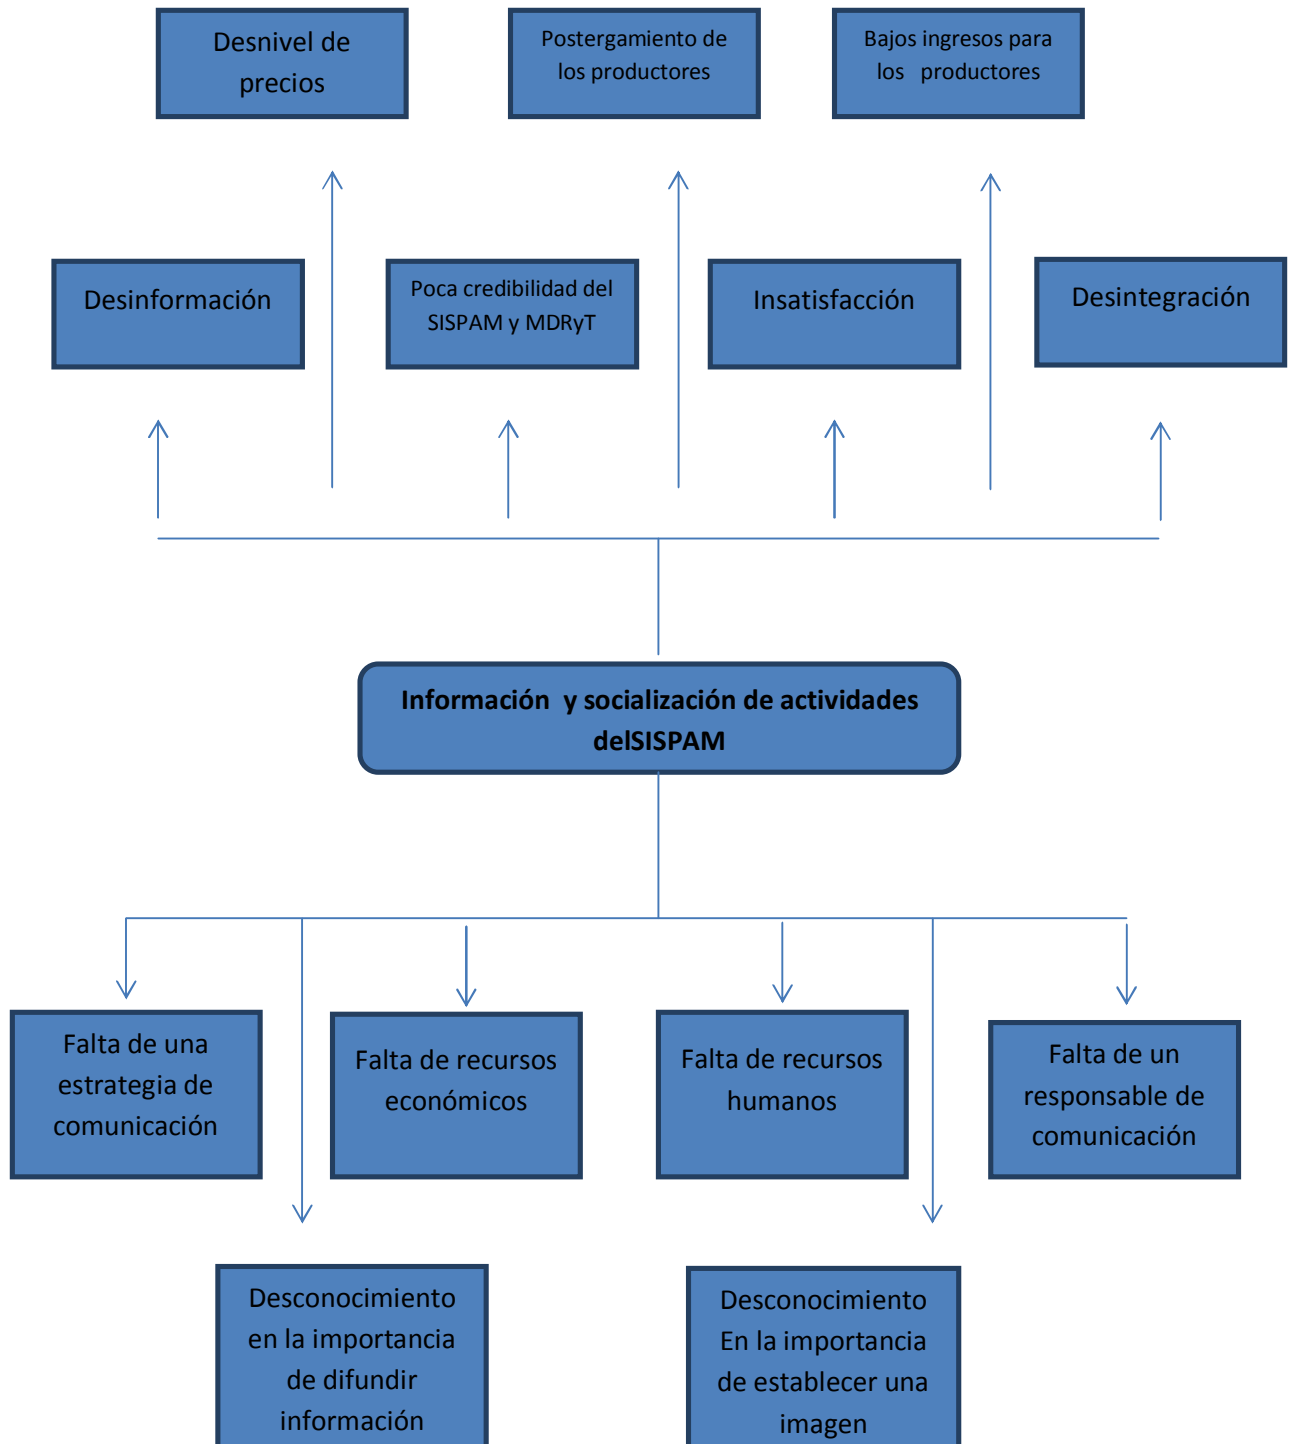 Desnivel de
precios
Postergamiento de
los productores
Bajos ingresos para
los productores
Desinformación
Poca credibilidad del
SISPAM y MDRyT
Insatisfacción
Desintegración
Información y socialización de actividades
delSISPAM
Falta de una
estrategia de
comunicación
Falta de recursos
económicos
Falta de recursos
humanos
Falta de un
responsable de
comunicación
Desconocimiento
en la importancia
de difundir
información
Desconocimiento
En la importancia
de establecer una
imagen